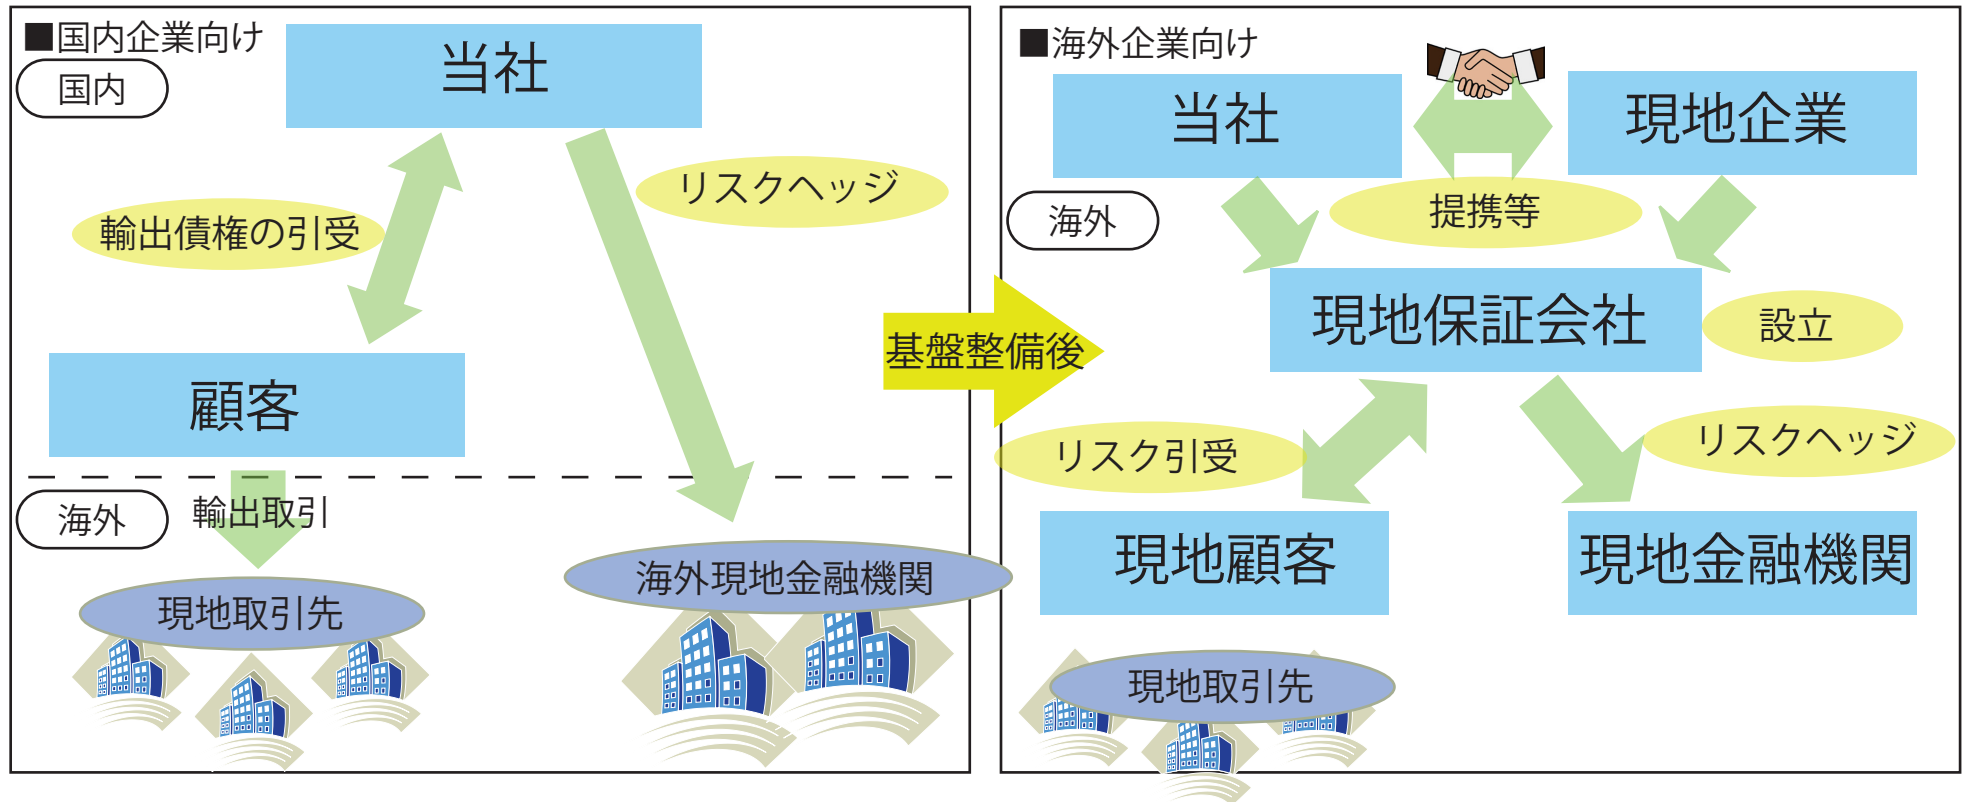 ■国内企業向け
国内
当社
輸出債権の引受
リスクヘッジ
顧客
海外
輸出取引
現地取引先
海外現地金融機関
基盤整備後
■海外企業向け
当社
現地企業
海外
提携等
現地保証会社
設立
リスク引受
リスクヘッジ
現地顧客
現地金融機関
現地取引先